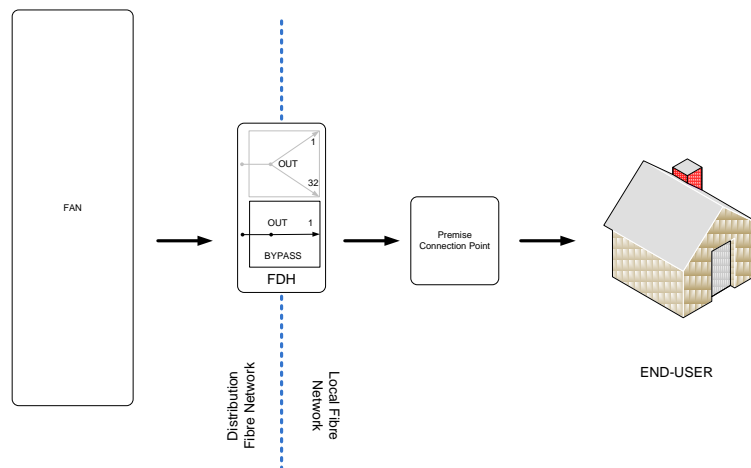 FAN
1
OUT
32
OUT 1
BYPASS
FDH
Premise
Connection Point
END-USER
Distribution
Fibre Network
Local Fibre
Network